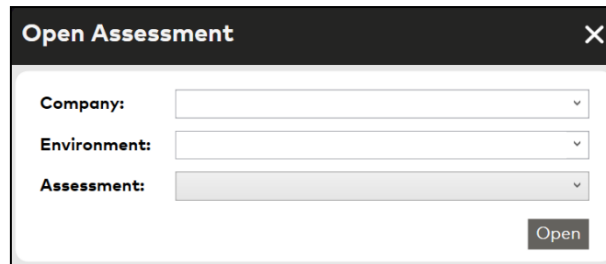 Open Assessment
Company:
Environment:
Assessment:
Open